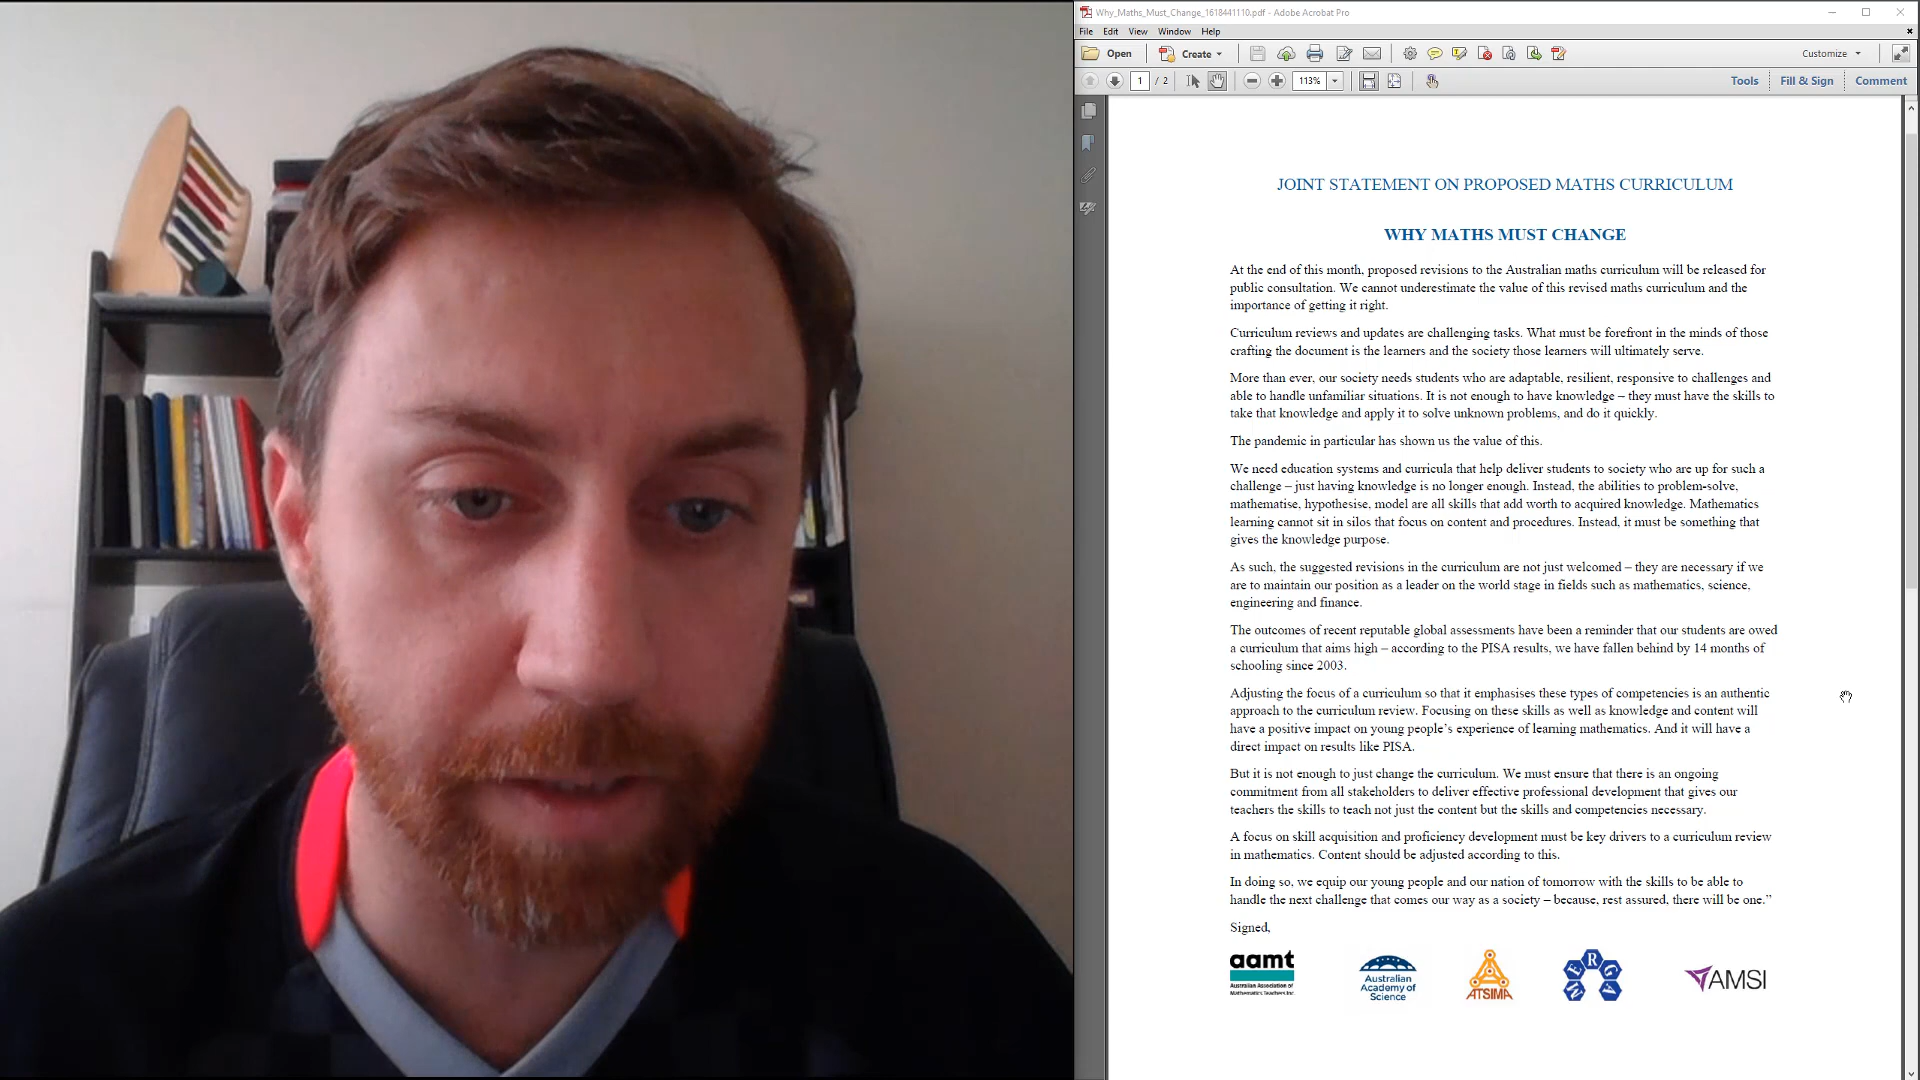 Why_Maths_Must_Change_1618441110.pdf - Adobe Acrobat Pro
File Edit View Window Help
Open Create Customize
1 / 2 113% Tools Fill & Sign Comment
JOINT STATEMENT ON PROPOSED MATHS CURRICULUM
WHY MATHS MUST CHANGE
At the end of this month, proposed revisions to the Australian maths curriculum will be released for
public consultation. We cannot underestimate the value of this revised maths curriculum and the
importance of getting it right.
Curriculum reviews and updates are challenging tasks. What must be forefront in the minds of those
crafting the document is the learners and the society those learners will ultimately serve.
More than ever, our society needs students who are adaptable, resilient, responsive to challenges and
able to handle unfamiliar situations. It is not enough to have knowledge – they must have the skills to
take that knowledge and apply it to solve unknown problems, and do it quickly.
The pandemic in particular has shown us the value of this.
We need education systems and curricula that help deliver students to society who are up for such a
challenge – just having knowledge is no longer enough. Instead, the abilities to problem-solve,
mathematise, hypothesise, model are all skills that add worth to acquired knowledge. Mathematics
learning cannot sit in silos that focus on content and procedures. Instead, it must be something that
gives the knowledge purpose.
As such, the suggested revisions in the curriculum are not just welcomed – they are necessary if we
are to maintain our position as a leader on the world stage in fields such as mathematics, science,
engineering and finance.
The outcomes of recent reputable global assessments have been a reminder that our students are owed
a curriculum that aims high – according to the PISA results, we have fallen behind by 14 months of
schooling since 2003.
Adjusting the focus of a curriculum so that it emphasises these types of competencies is an authentic
approach to the curriculum review. Focusing on these skills as well as knowledge and content will
have a positive impact on young people’s experience of learning mathematics. And it will have a
direct impact on results like PISA.
But it is not enough to just change the curriculum. We must ensure that there is an ongoing
commitment from all stakeholders to deliver effective professional development that gives our
teachers the skills to teach not just the content but the skills and competencies necessary.
A focus on skill acquisition and proficiency development must be key drivers to a curriculum review
in mathematics. Content should be adjusted according to this.
In doing so, we equip our young people and our nation of tomorrow with the skills to be able to
handle the next challenge that comes our way as a society – because, rest assured, there will be one.”
Signed,
aamt
Australian Association of
Mathematics Teachers Inc.
Australian
Academy of
Science
ATSIMA
MERGA
AMSI